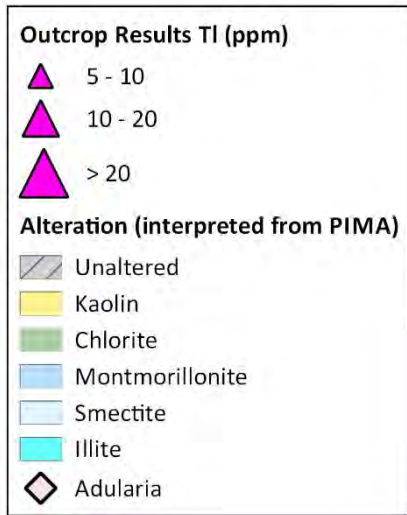 Outcrop Results Tl (ppm)
5 - 10
10 - 20
> 20
Alteration (interpreted from PIMA)
Unaltered
Kaolin
Chlorite
Montmorillonite
Smectite
Illite
Adularia